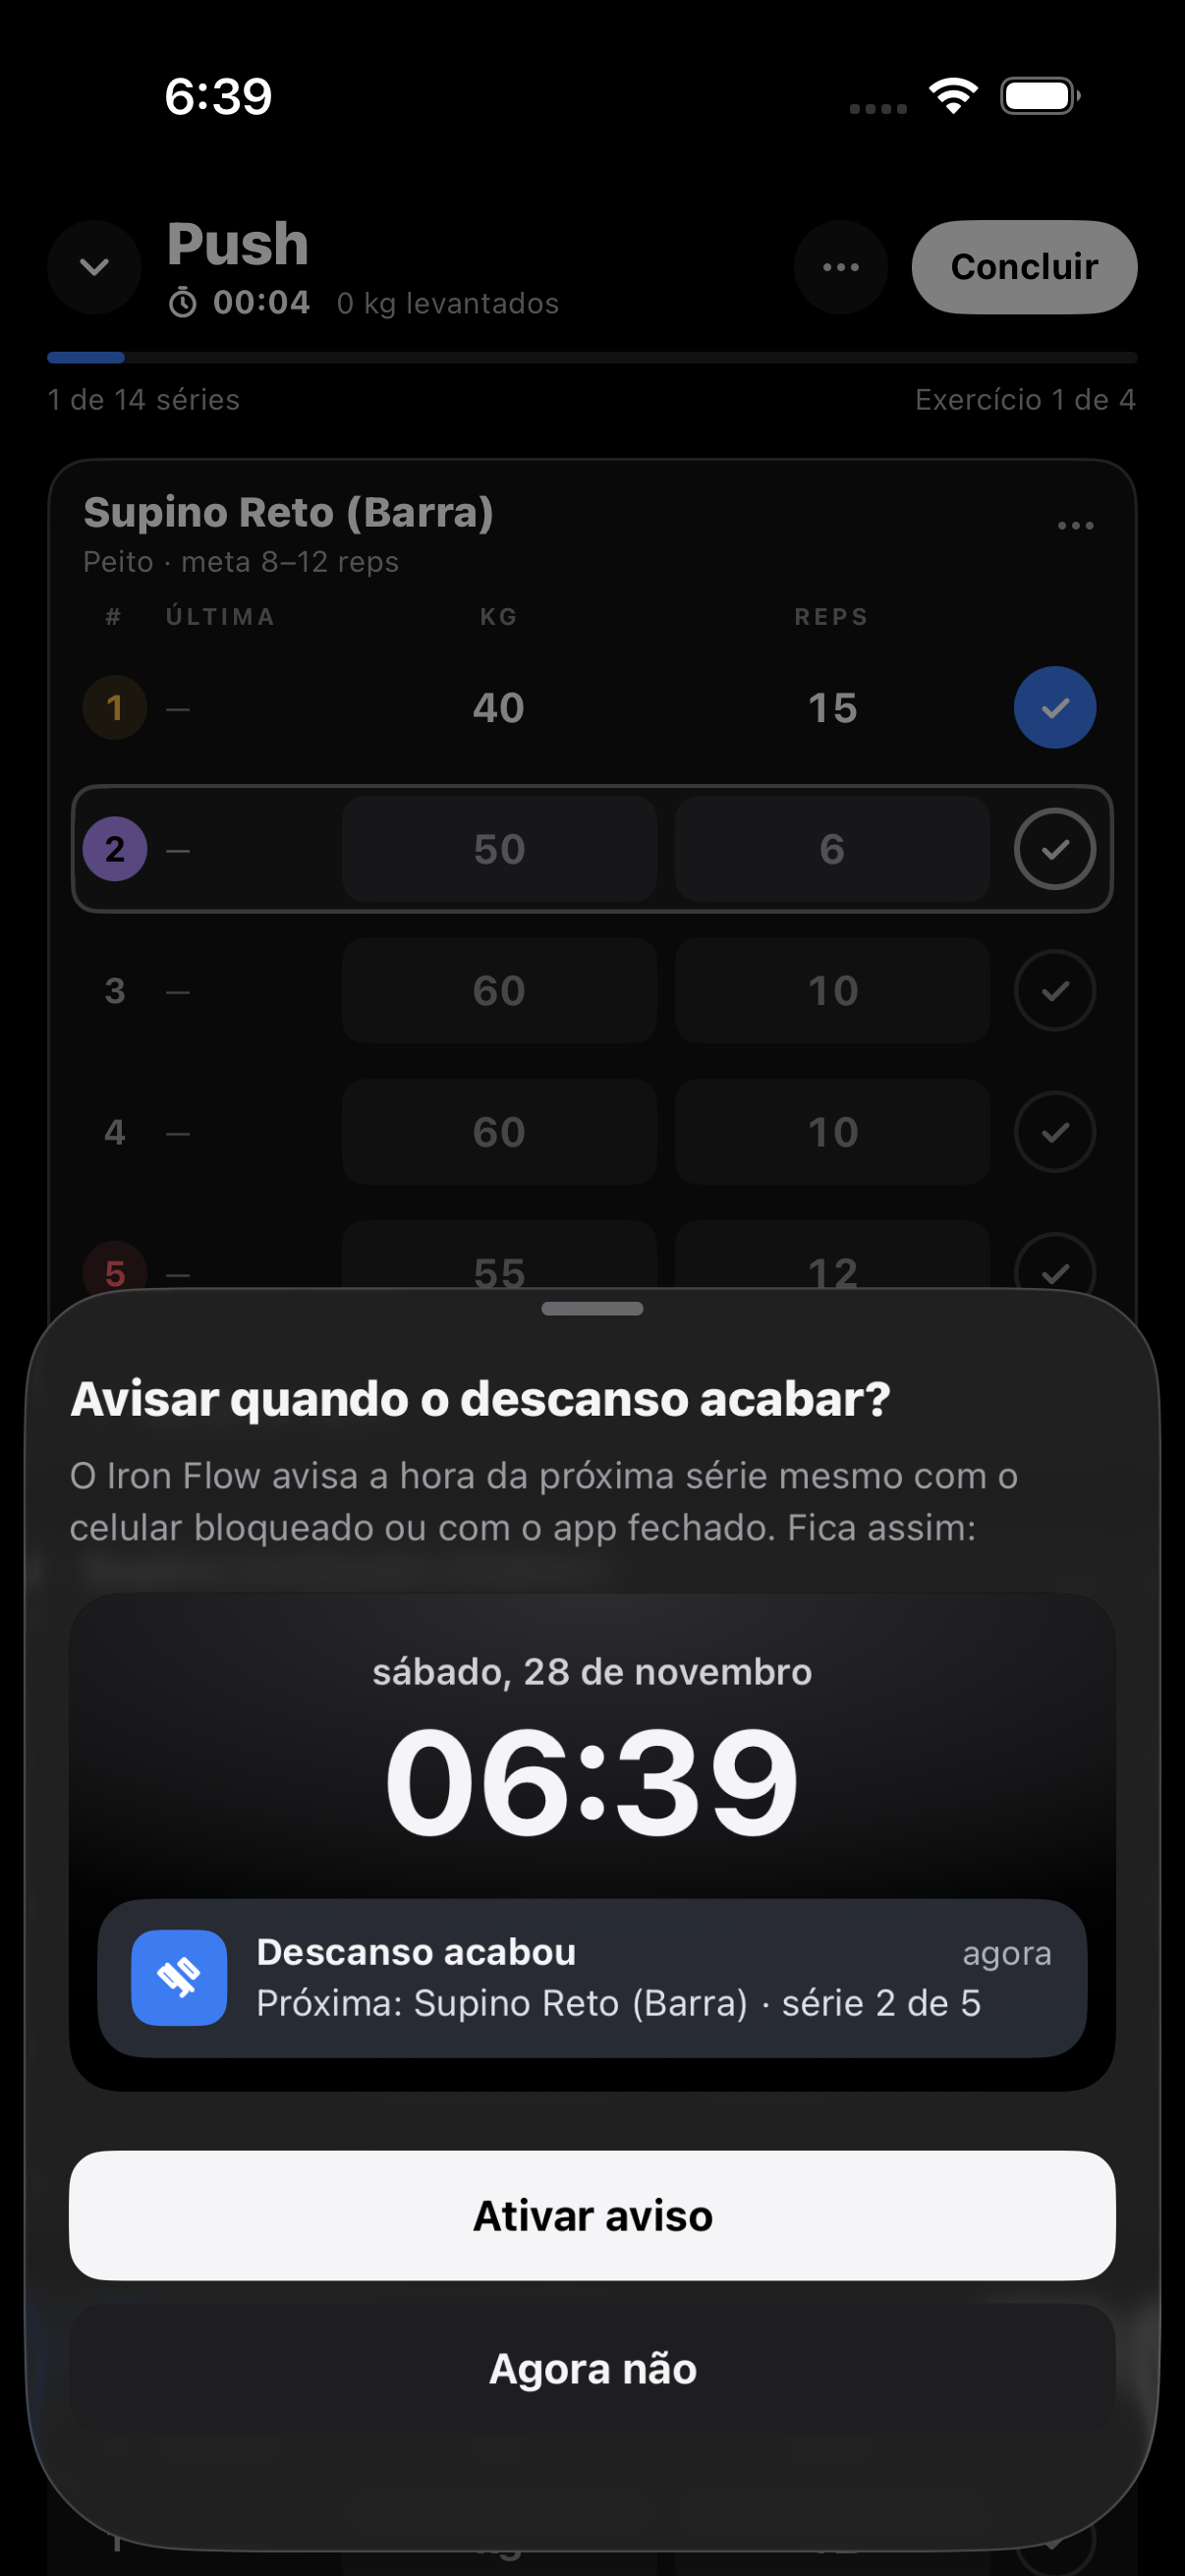 6:39
Push
Concluir
00:04 0 kg levantados
1 de 14 séries
Exercício 1 de 4
Supino Reto (Barra)
Peito · meta 8–12 reps
# ÚLTIMA KG REPS
1 — 40 15
2 — 50 6
3 — 60 10
4 — 60 10
5 — 55 12
Avisar quando o descanso acabar?
O Iron Flow avisa a hora da próxima série mesmo com o
celular bloqueado ou com o app fechado. Fica assim:
sábado, 28 de novembro
06:39
Descanso acabou agora
Próxima: Supino Reto (Barra) · série 2 de 5
Ativar aviso
Agora não